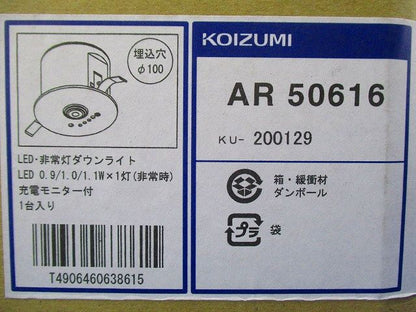 埋込穴
φ100
LED・非常灯ダウンライト
LED 0.9/1.0/1.1W×1灯(非常時)
充電モニター付
1台入り
T4906460638615
KOIZUMI
AR 50616
KU- 200129
箱・緩衝材
ダンボール
プラ
袋